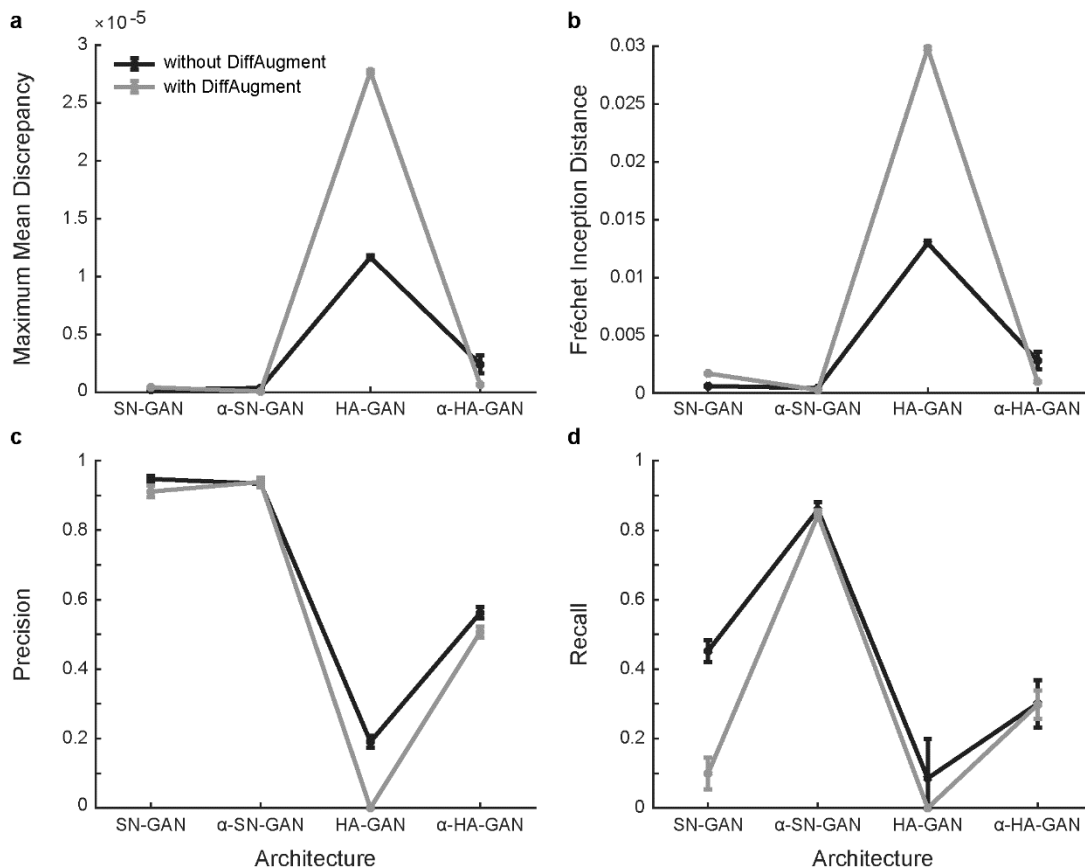 a
×10⁻⁵
3
2.5
2
1.5
1
0.5
0
Maximum Mean Discrepancy
without DiffAugment
with DiffAugment
SN-GAN α-SN-GAN HA-GAN α-HA-GAN
b
0.03
0.025
0.02
0.015
0.01
0.005
0
Fréchet Inception Distance
SN-GAN α-SN-GAN HA-GAN α-HA-GAN
c
1
0.8
0.6
0.4
0.2
0
Precision
SN-GAN α-SN-GAN HA-GAN α-HA-GAN
Architecture
d
1
0.8
0.6
0.4
0.2
0
Recall
SN-GAN α-SN-GAN HA-GAN α-HA-GAN
Architecture